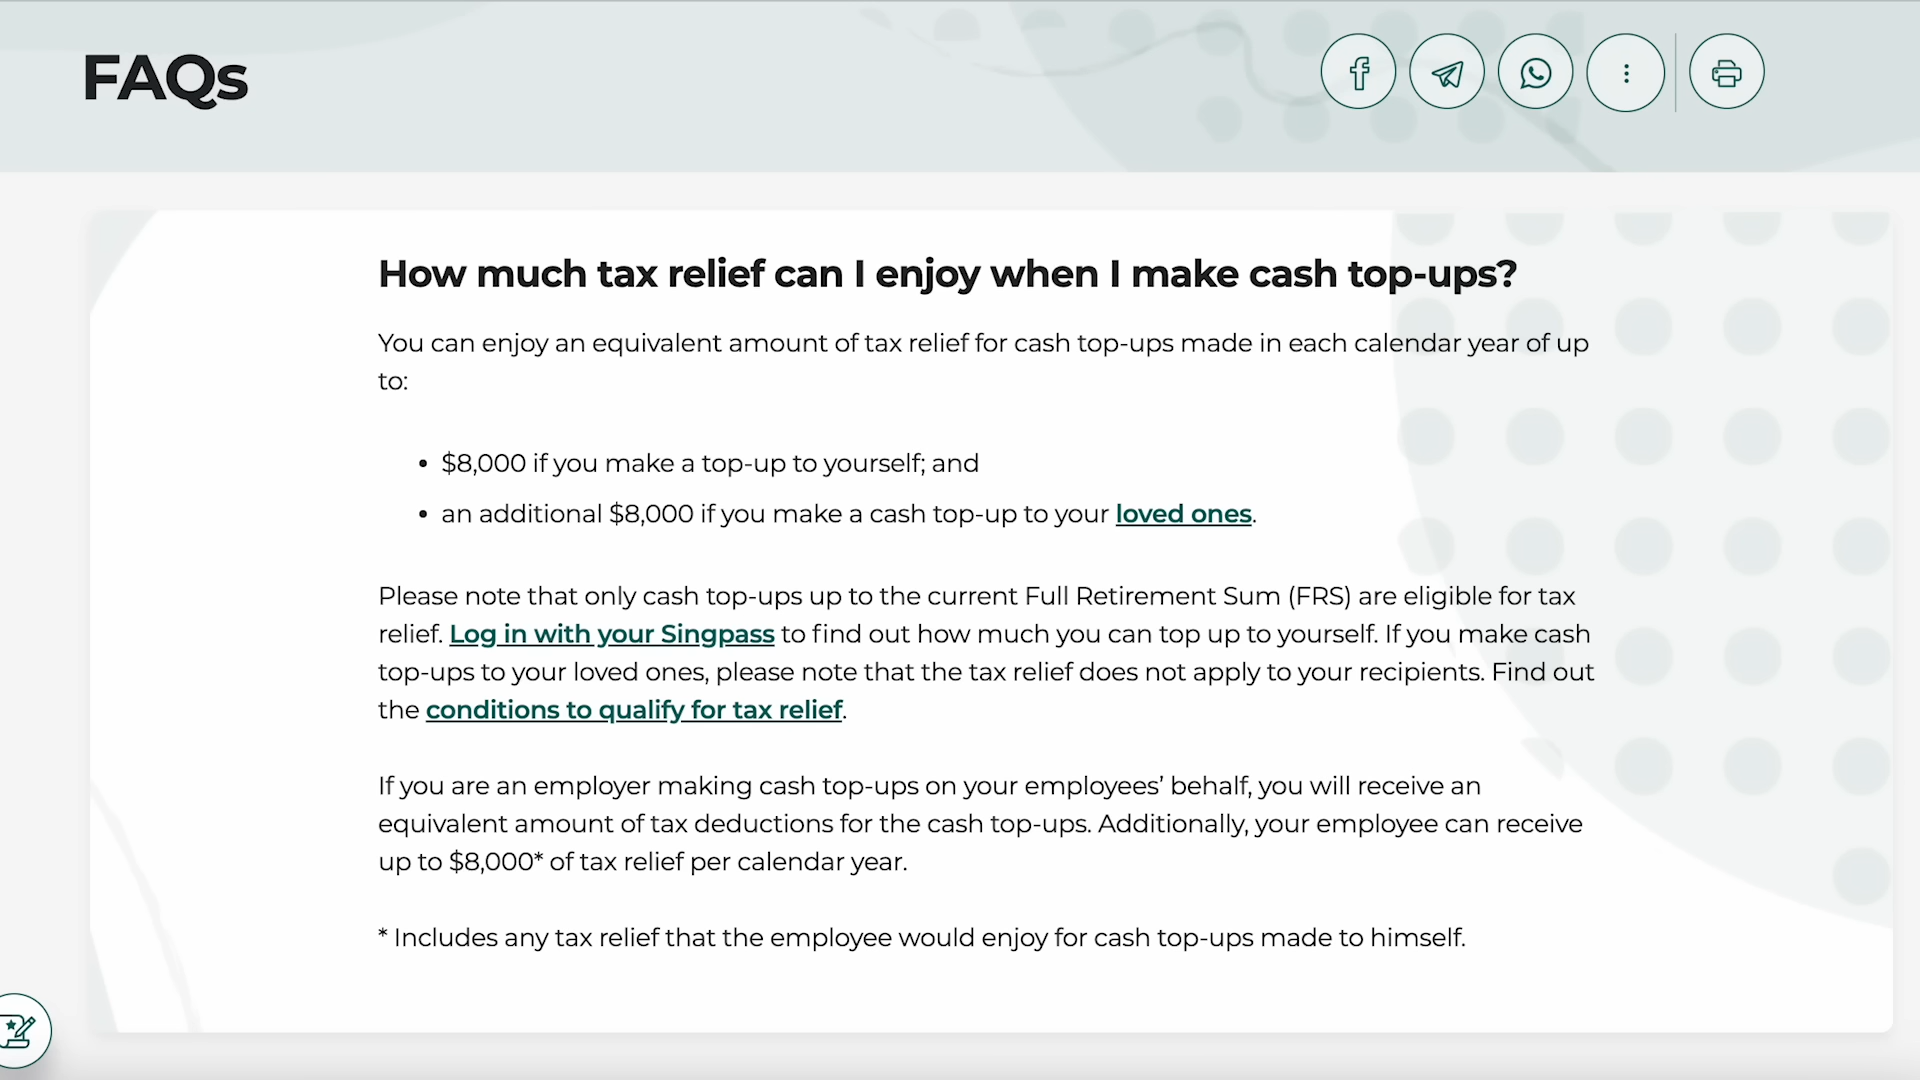 FAQs
How much tax relief can I enjoy when I make cash top-ups?
You can enjoy an equivalent amount of tax relief for cash top-ups made in each calendar year of up
to:
• $8,000 if you make a top-up to yourself; and
• an additional $8,000 if you make a cash top-up to your loved ones.
Please note that only cash top-ups up to the current Full Retirement Sum (FRS) are eligible for tax
relief. Log in with your Singpass to find out how much you can top up to yourself. If you make cash
top-ups to your loved ones, please note that the tax relief does not apply to your recipients. Find out
the conditions to qualify for tax relief.
If you are an employer making cash top-ups on your employees’ behalf, you will receive an
equivalent amount of tax deductions for the cash top-ups. Additionally, your employee can receive
up to $8,000* of tax relief per calendar year.
* Includes any tax relief that the employee would enjoy for cash top-ups made to himself.